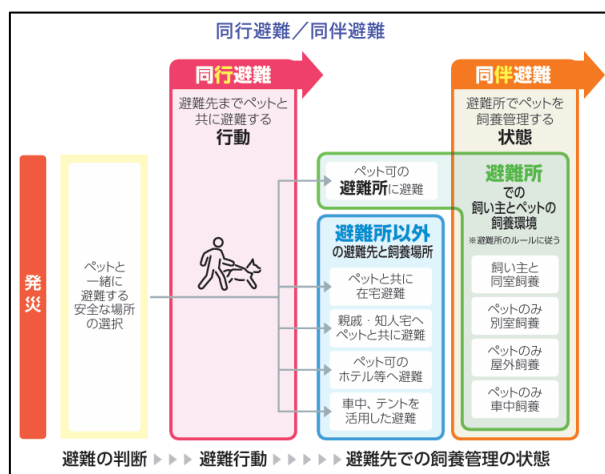 同行避難／同伴避難
同行避難
避難先までペットと
共に避難する
行動
同伴避難
避難所でペットを
飼養管理する
状態
発災
ペットと
一緒に
避難する
安全な場所
の選択
ペット可の
避難所に避難
避難所以外
の避難先と飼養場所
ペットと共に
在宅避難
親戚・知人宅へ
ペットと共に避難
ペット可の
ホテル等へ避難
車中、テントを
活用した避難
避難所
での
飼い主とペットの
飼養環境
※避難所のルールに従う
飼い主と
同室飼養
ペットのみ
別室飼養
ペットのみ
屋外飼養
ペットのみ
車中飼養
避難の判断 ▶▶▶ 避難行動 ▶▶▶▶▶ 避難先での飼養管理の状態